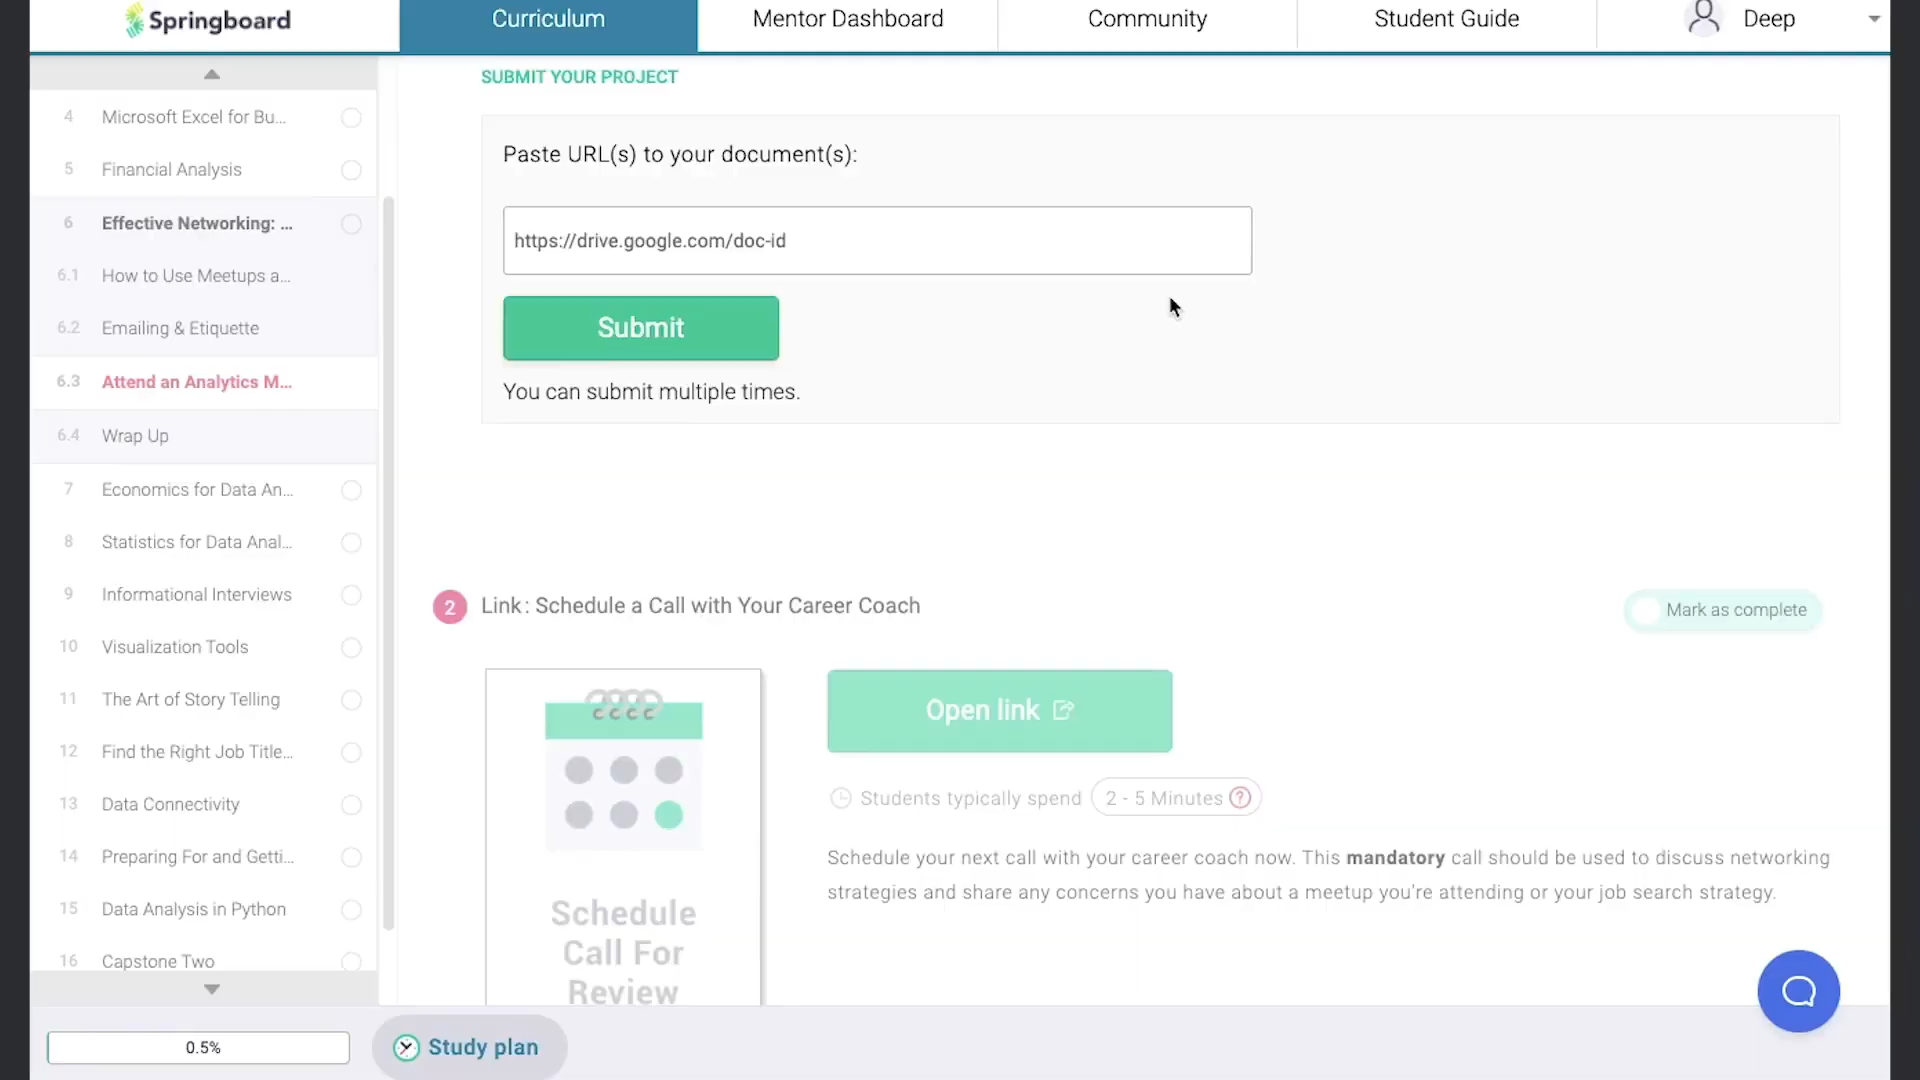 Springboard
Curriculum
Mentor Dashboard
Community
Student Guide
Deep
4 Microsoft Excel for Bu...
5 Financial Analysis
6 Effective Networking: ...
6.1 How to Use Meetups a...
6.2 Emailing & Etiquette
6.3 Attend an Analytics M...
6.4 Wrap Up
7 Economics for Data An...
8 Statistics for Data Anal...
9 Informational Interviews
10 Visualization Tools
11 The Art of Story Telling
12 Find the Right Job Title...
13 Data Connectivity
14 Preparing For and Getti...
15 Data Analysis in Python
16 Capstone Two
0.5%
Study plan
SUBMIT YOUR PROJECT
Paste URL(s) to your document(s):
https://drive.google.com/doc-id
Submit
You can submit multiple times.
2 Link: Schedule a Call with Your Career Coach
Mark as complete
Schedule
Call For
Review
Open link
Students typically spend 2 - 5 Minutes ?
Schedule your next call with your career coach now. This mandatory call should be used to discuss networking
strategies and share any concerns you have about a meetup you're attending or your job search strategy.